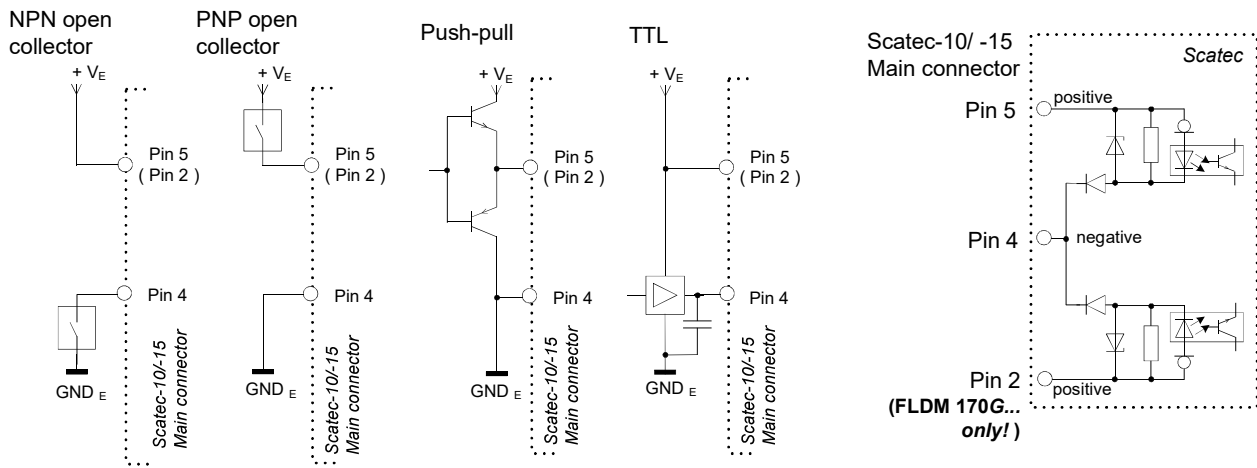 NPN open
collector
+ VE
Pin 5
( Pin 2 )
Pin 4
GND E
Scatec-10/-15
Main connector
PNP open
collector
+ VE
Pin 5
( Pin 2 )
Pin 4
GND E
Scatec-10/-15
Main connector
Push-pull
+ VE
Pin 5
( Pin 2 )
Pin 4
GND E
Scatec-10/-15
Main connector
TTL
+ VE
Pin 5
( Pin 2 )
Pin 4
GND E
Scatec-10/-15
Main connector
Scatec-10/ -15
Main connector
Scatec
Pin 5
positive
Pin 4
negative
Pin 2
positive
(FLDM 170G...
only! )